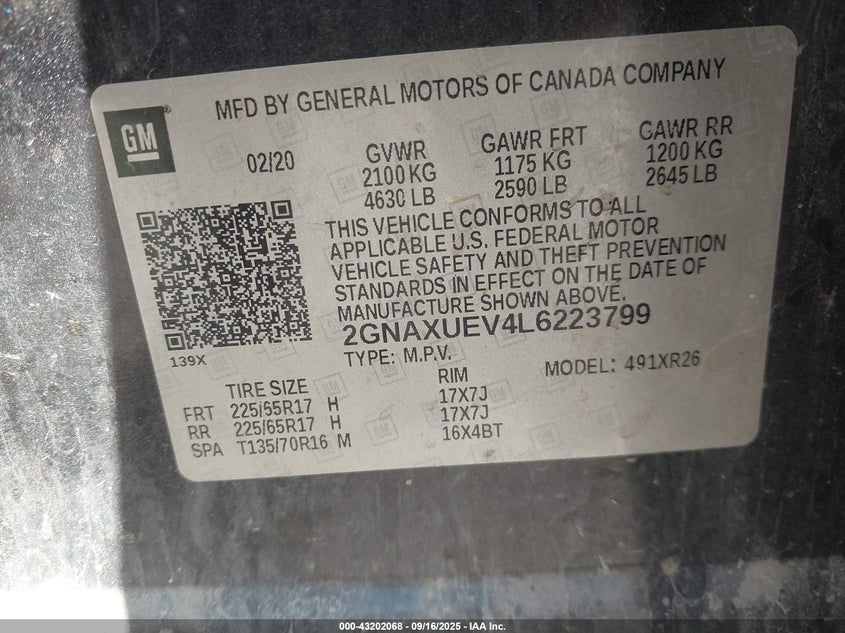 MFD BY GENERAL MOTORS OF CANADA COMPANY
GM ®
02/20
GVWR GAWR FRT GAWR RR
2100 KG 1175 KG 1200 KG
4630 LB 2590 LB 2645 LB
THIS VEHICLE CONFORMS TO ALL
APPLICABLE U.S. FEDERAL MOTOR
VEHICLE SAFETY AND THEFT PREVENTION
STANDARDS IN EFFECT ON THE DATE OF
MANUFACTURE SHOWN ABOVE.
2GNAXUEV4L6223799
139X
TYPE: M.P.V. MODEL: 491XR26
TIRE SIZE RIM
FRT 225/65R17 H 17X7J
RR 225/65R17 H 17X7J
SPA T135/70R16 M 16X4BT
000-43202068 - 09/16/2025 - IAA Inc.